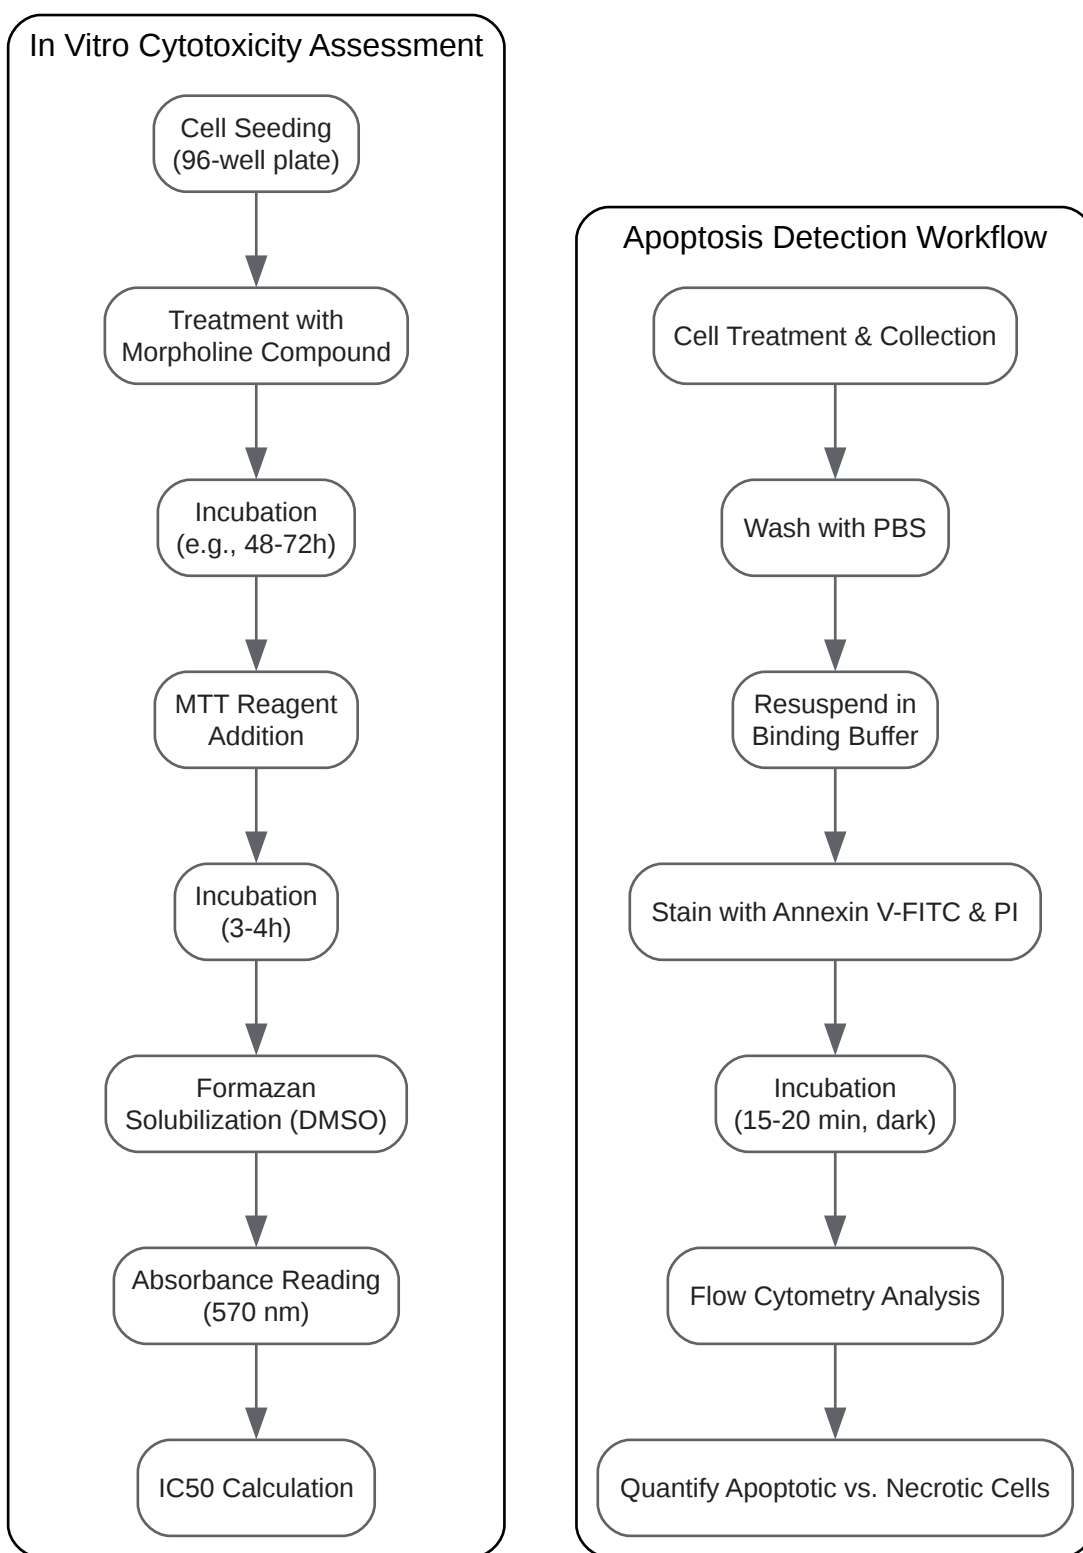 In Vitro Cytotoxicity Assessment
Cell Seeding
(96-well plate)
Treatment with
Morpholine Compound
Incubation
(e.g., 48-72h)
MTT Reagent
Addition
Incubation
(3-4h)
Formazan
Solubilization (DMSO)
Absorbance Reading
(570 nm)
IC50 Calculation
Apoptosis Detection Workflow
Cell Treatment & Collection
Wash with PBS
Resuspend in
Binding Buffer
Stain with Annexin V-FITC & PI
Incubation
(15-20 min, dark)
Flow Cytometry Analysis
Quantify Apoptotic vs. Necrotic Cells